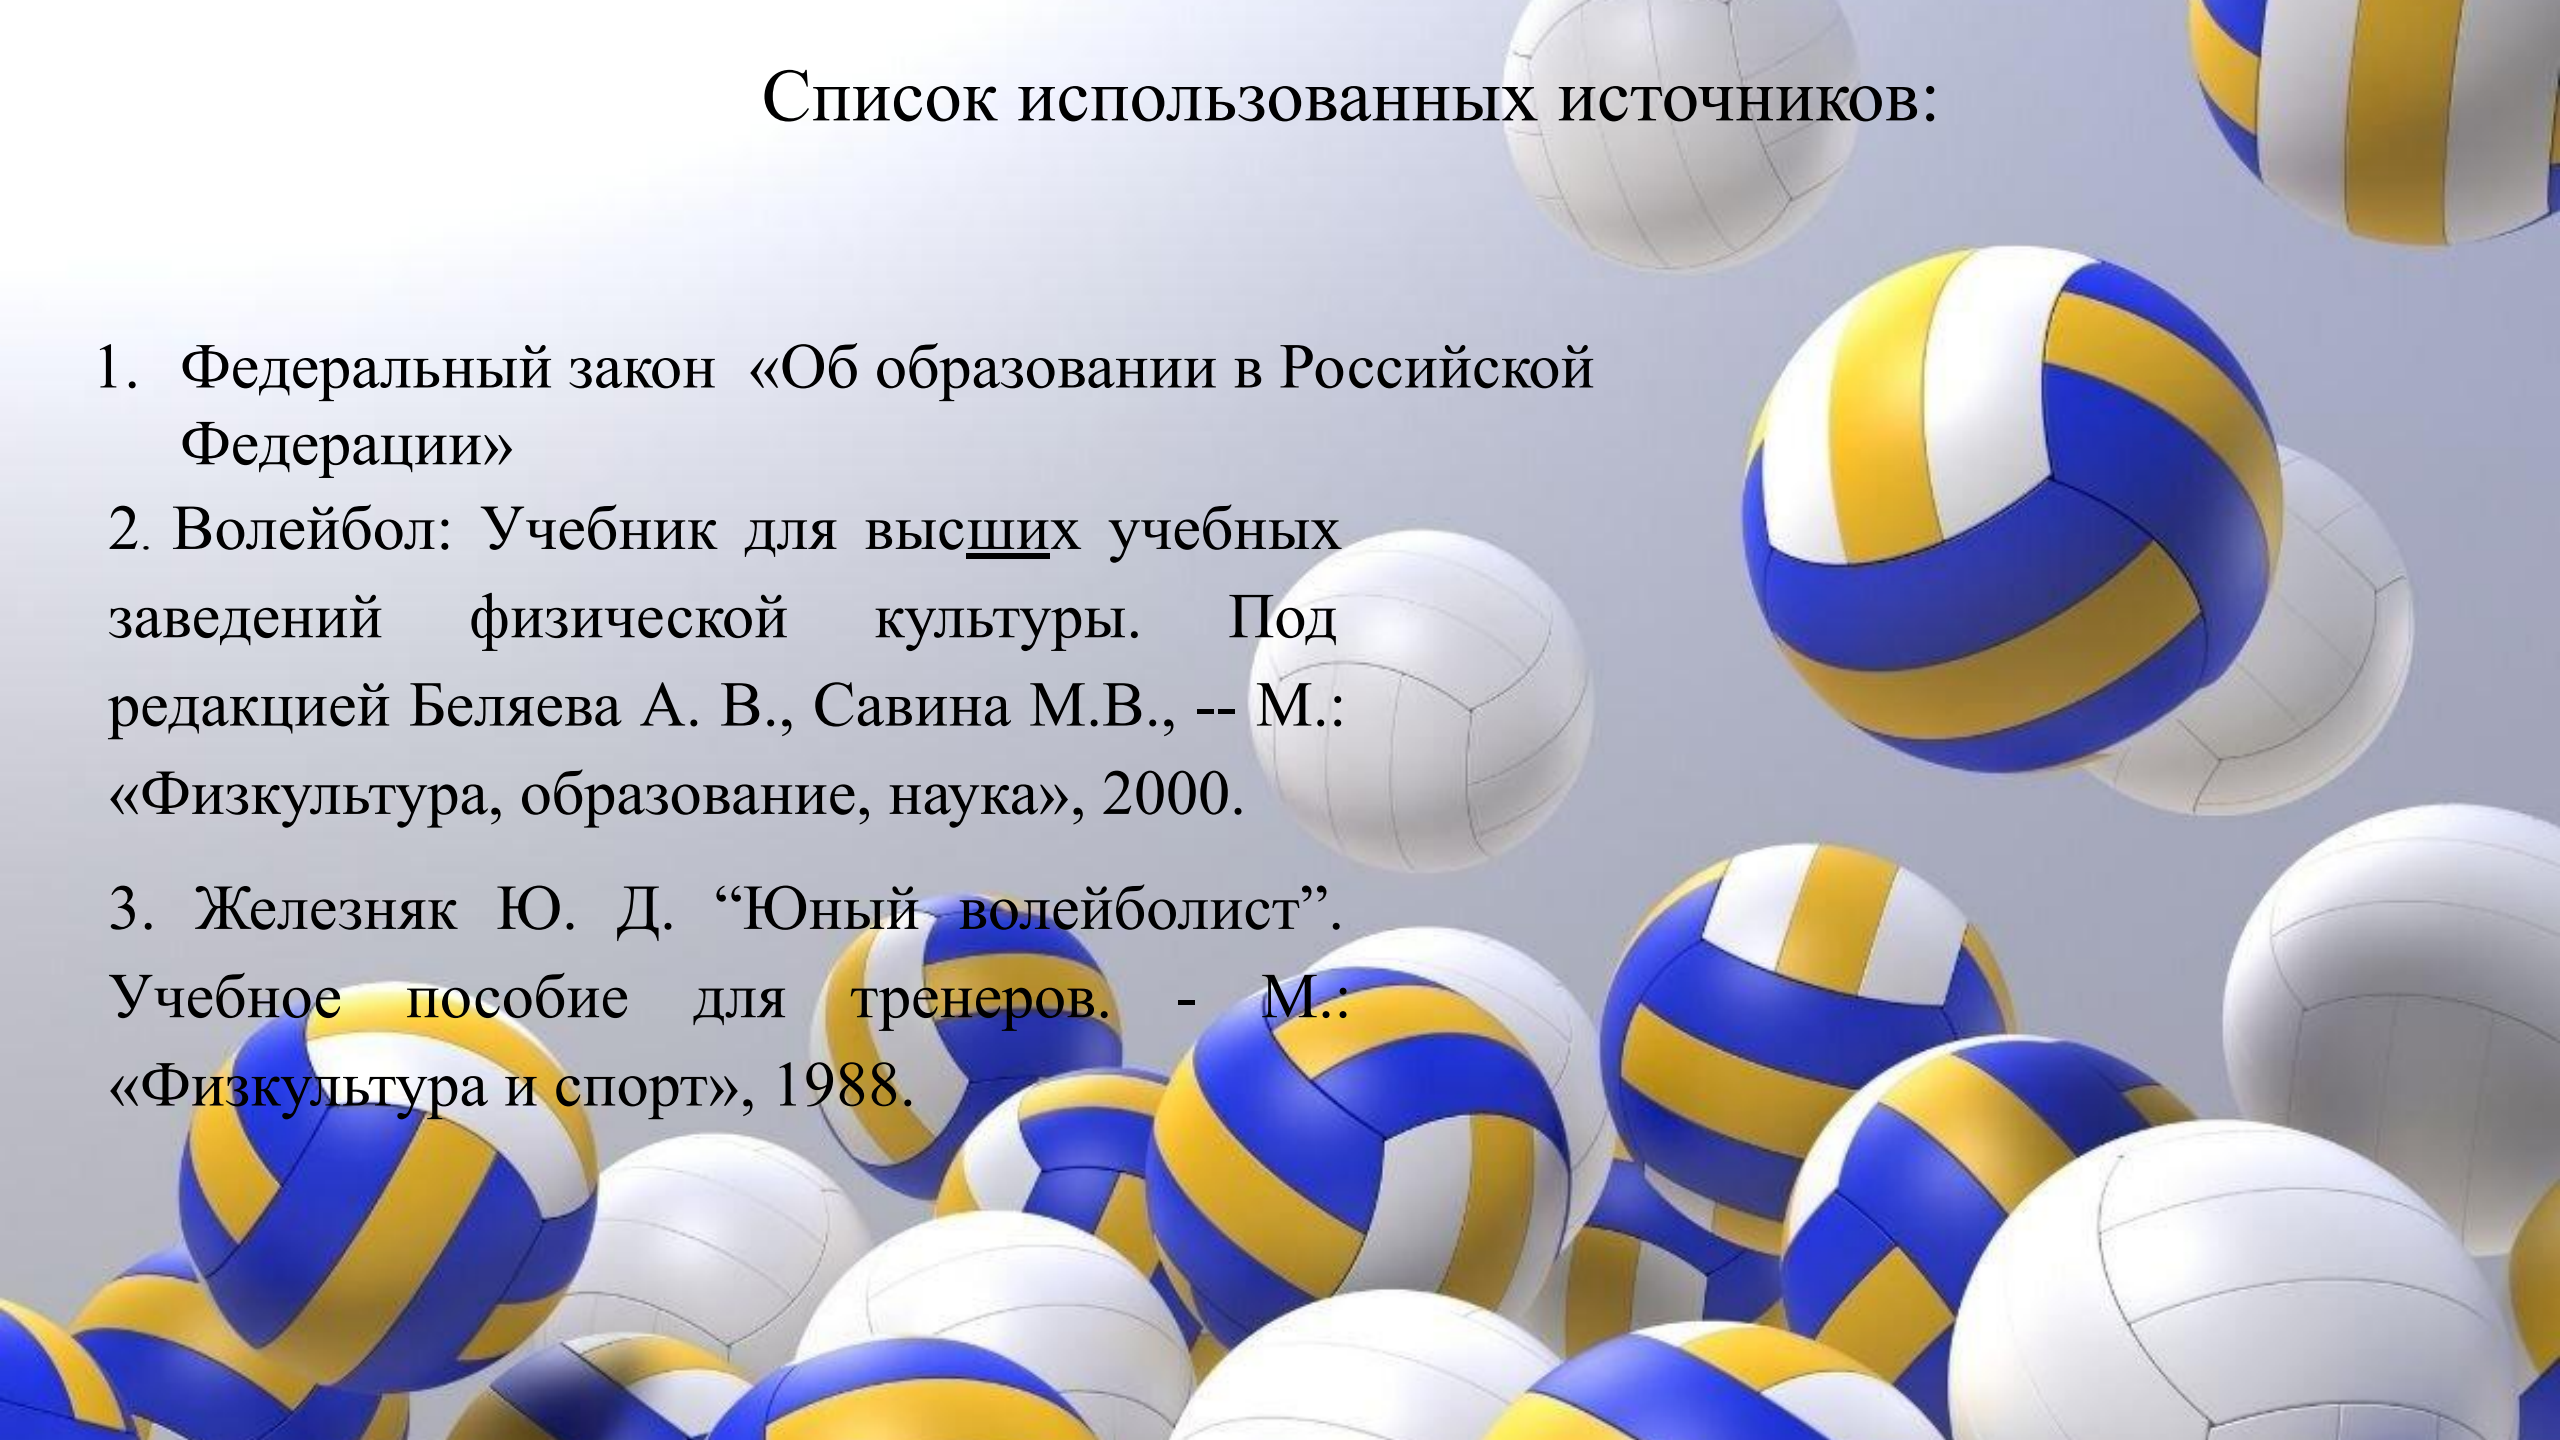 Список использованных источников:
1. Федеральный закон «Об образовании в Российской
Федерации»
2. Волейбол: Учебник для высших учебных
заведений физической культуры. Под
редакцией Беляева А. В., Савина М.В., -- М.:
«Физкультура, образование, наука», 2000.
3. Железняк Ю. Д. “Юный волейболист”.
Учебное пособие для тренеров. - М.:
«Физкультура и спорт», 1988.